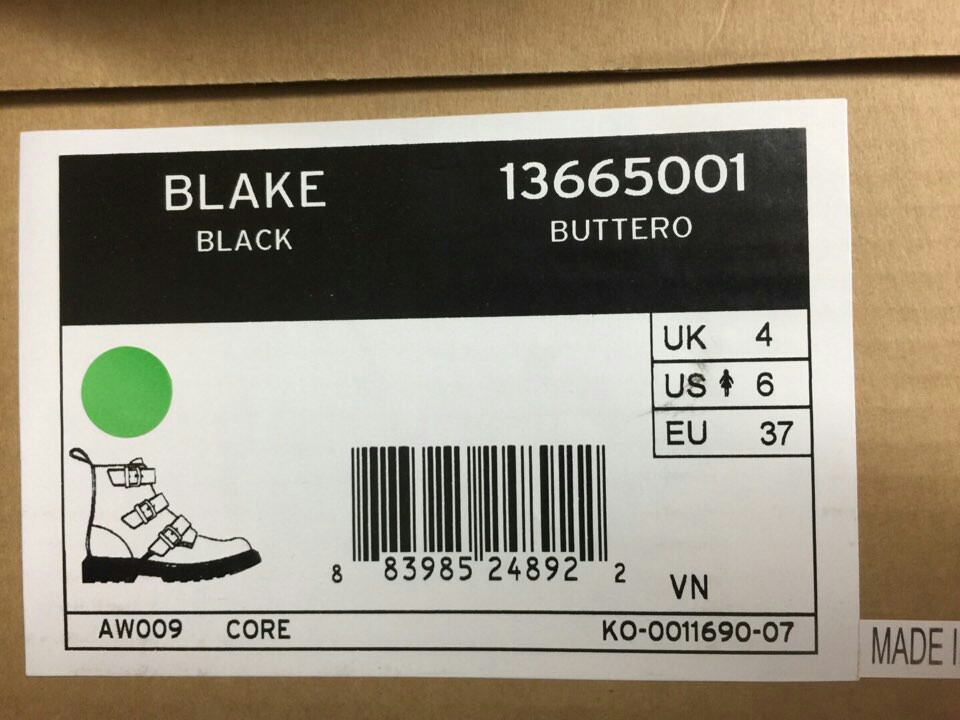 BLAKE 13665001
BLACK BUTTERO
UK 4
US 6
EU 37
8 83985 24892 2
VN
AW009 CORE KO-0011690-07
MADE